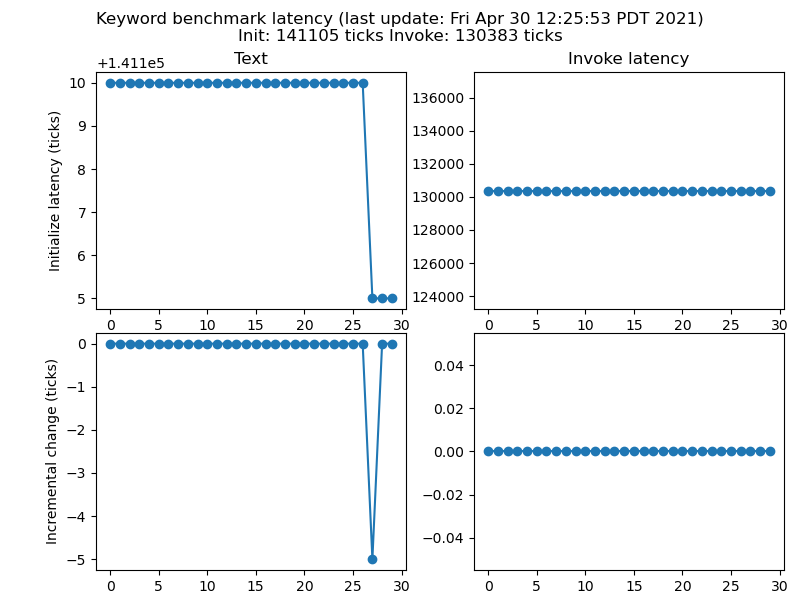 Keyword benchmark latency (last update: Fri Apr 30 12:25:53 PDT 2021)
Init: 141105 ticks Invoke: 130383 ticks
Text
+1.411e5
Initialize latency (ticks)
10
9
8
7
6
5
0 5 10 15 20 25 30
Invoke latency
136000
134000
132000
130000
128000
126000
124000
0 5 10 15 20 25 30
Incremental change (ticks)
0
−1
−2
−3
−4
−5
0 5 10 15 20 25 30
0.04
0.02
0.00
−0.02
−0.04
0 5 10 15 20 25 30